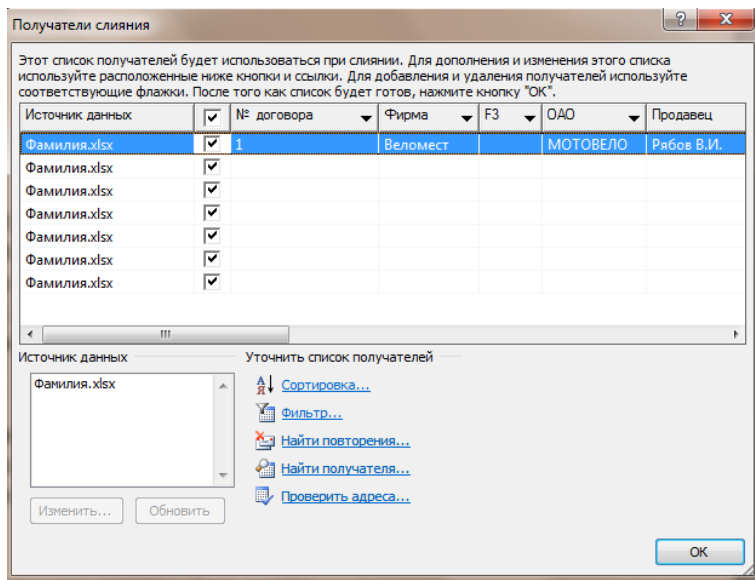 Получатели слияния
Этот список получателей будет использоваться при слиянии. Для дополнения и изменения этого списка
используйте расположенные ниже кнопки и ссылки. Для добавления и удаления получателей используйте
соответствующие флажки. После того как список будет готов, нажмите кнопку "ОК".
Источник данных № договора Фирма F3 ОАО Продавец
Фамилия.xlsx 1 Веломест МОТОВЕЛО Рябов В.И.
Фамилия.xlsx
Фамилия.xlsx
Фамилия.xlsx
Фамилия.xlsx
Фамилия.xlsx
Фамилия.xlsx
Источник данных Уточнить список получателей
Фамилия.xlsx
Сортировка...
Фильтр...
Найти повторения...
Найти получателя...
Проверить адреса...
Изменить... Обновить
ОК